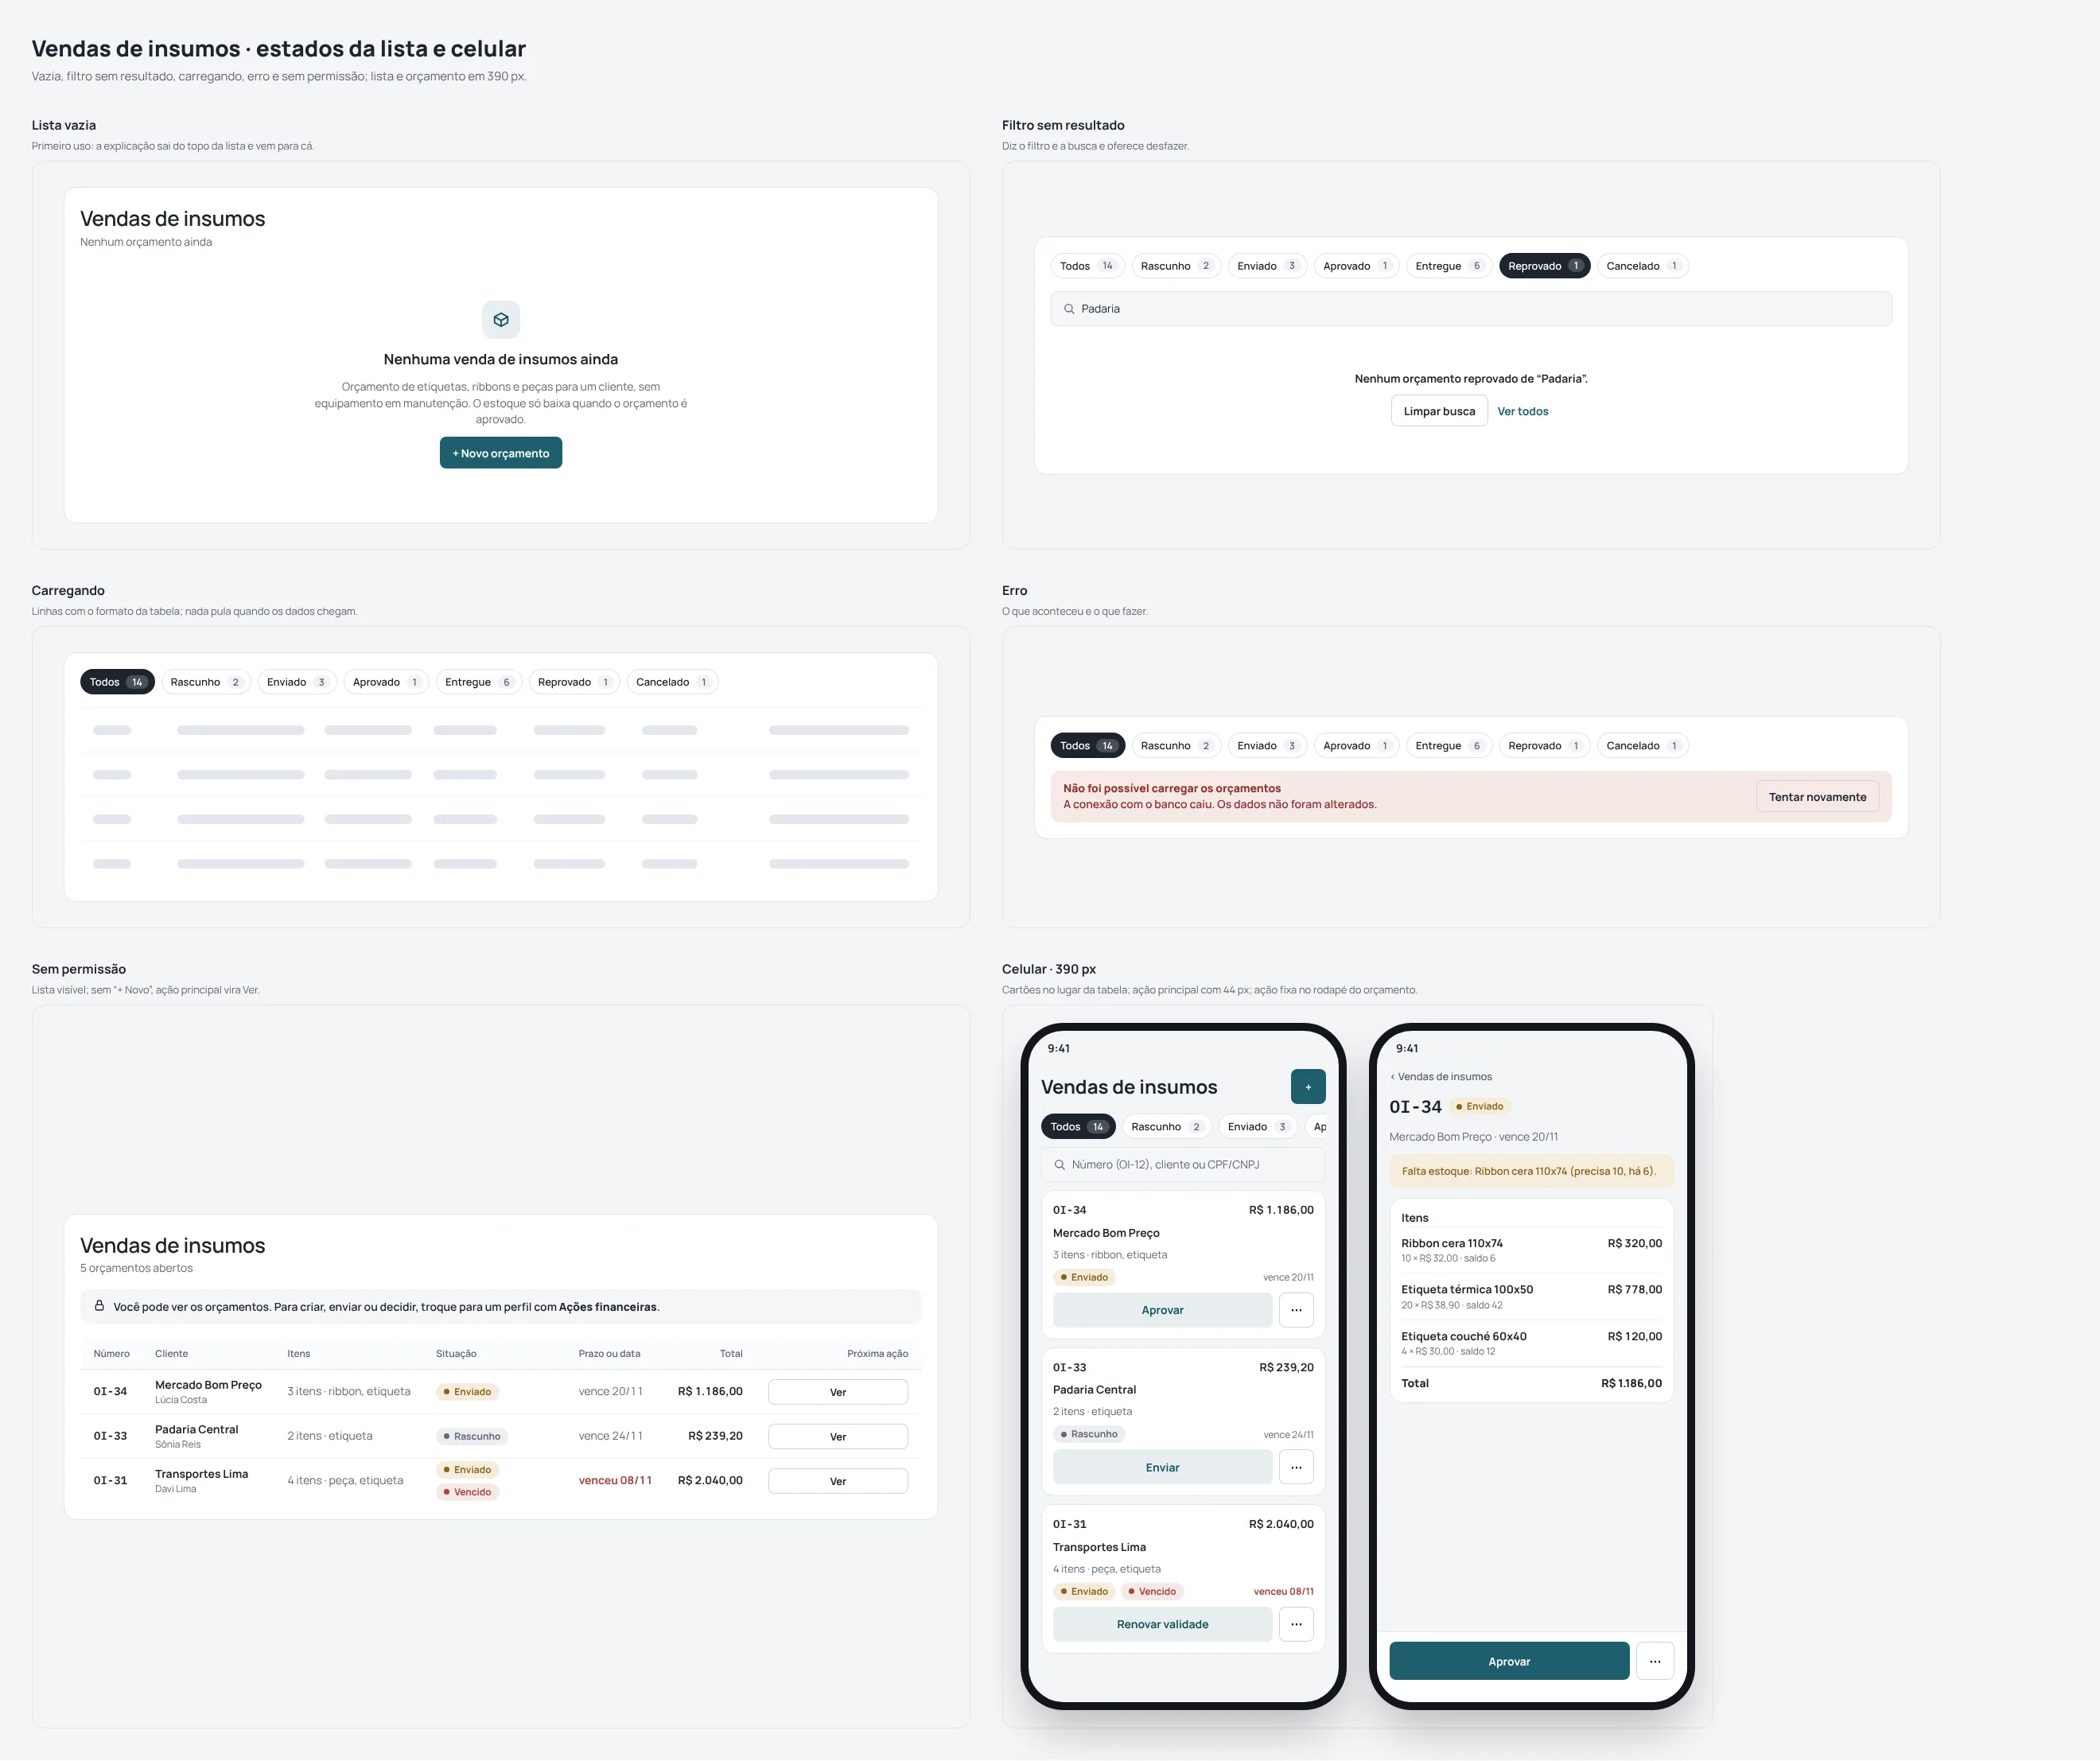 Vendas de insumos · estados da lista e celular
Vazia, filtro sem resultado, carregando, erro e sem permissão; lista e orçamento em 390 px.
Lista vazia
Primeiro uso: a explicação sai do topo da lista e vem para cá.
Vendas de insumos
Nenhum orçamento ainda
Nenhuma venda de insumos ainda
Orçamento de etiquetas, ribbons e peças para um cliente, sem
equipamento em manutenção. O estoque só baixa quando o orçamento é
aprovado.
+ Novo orçamento
Filtro sem resultado
Diz o filtro e a busca e oferece desfazer.
Todos 14 Rascunho 2 Enviado 3 Aprovado 1 Entregue 6 Reprovado 1 Cancelado 1
Padaria
Nenhum orçamento reprovado de “Padaria”.
Limpar busca Ver todos
Carregando
Linhas com o formato da tabela; nada pula quando os dados chegam.
Todos 14 Rascunho 2 Enviado 3 Aprovado 1 Entregue 6 Reprovado 1 Cancelado 1
Erro
O que aconteceu e o que fazer.
Todos 14 Rascunho 2 Enviado 3 Aprovado 1 Entregue 6 Reprovado 1 Cancelado 1
Não foi possível carregar os orçamentos
A conexão com o banco caiu. Os dados não foram alterados.
Tentar novamente
Sem permissão
Lista visível; sem “+ Novo”, ação principal vira Ver.
Vendas de insumos
5 orçamentos abertos
Você pode ver os orçamentos. Para criar, enviar ou decidir, troque para um perfil com Ações financeiras.
Número Cliente Itens Situação Prazo ou data Total Próxima ação
OI-34 Mercado Bom Preço 3 itens · ribbon, etiqueta Enviado vence 20/11 R$ 1.186,00 Ver
Lúcia Costa
OI-33 Padaria Central 2 itens · etiqueta Rascunho vence 24/11 R$ 239,20 Ver
Sônia Reis
OI-31 Transportes Lima 4 itens · peça, etiqueta Enviado venceu 08/11 R$ 2.040,00 Ver
Davi Lima Vencido
Celular · 390 px
Cartões no lugar da tabela; ação principal com 44 px; ação fixa no rodapé do orçamento.
9:41
Vendas de insumos +
Todos 14 Rascunho 2 Enviado 3 Ap
Número (OI-12), cliente ou CPF/CNPJ
OI-34 R$ 1.186,00
Mercado Bom Preço
3 itens · ribbon, etiqueta
Enviado vence 20/11
Aprovar ···
OI-33 R$ 239,20
Padaria Central
2 itens · etiqueta
Rascunho vence 24/11
Enviar ···
OI-31 R$ 2.040,00
Transportes Lima
4 itens · peça, etiqueta
Enviado Vencido venceu 08/11
Renovar validade ···
9:41
‹ Vendas de insumos
OI-34 Enviado
Mercado Bom Preço · vence 20/11
Falta estoque: Ribbon cera 110x74 (precisa 10, há 6).
Itens
Ribbon cera 110x74 R$ 320,00
10 × R$ 32,00 · saldo 6
Etiqueta térmica 100x50 R$ 778,00
20 × R$ 38,90 · saldo 42
Etiqueta couché 60x40 R$ 120,00
4 × R$ 30,00 · saldo 12
Total R$ 1.186,00
Aprovar ···